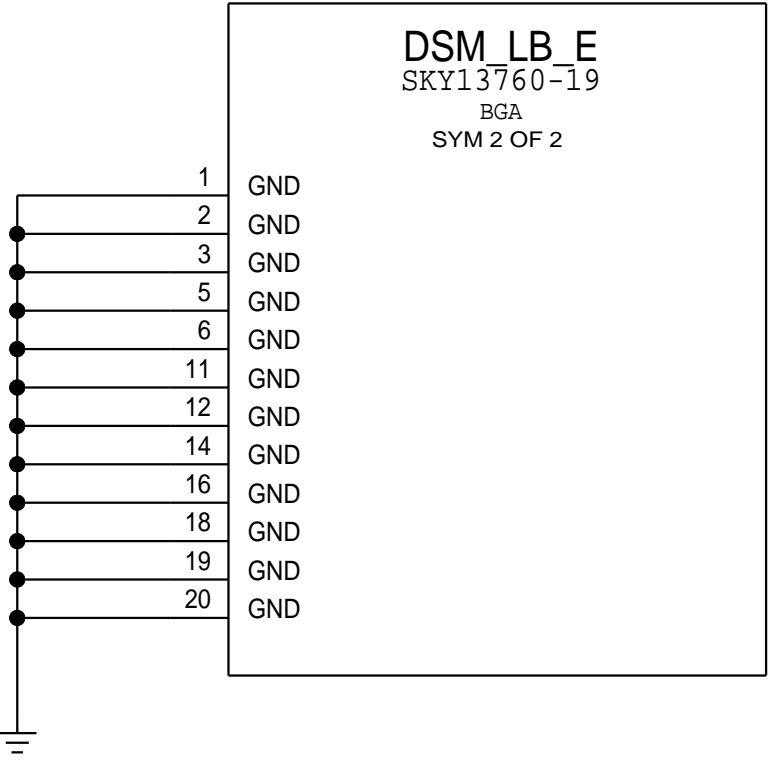 DSM_LB_E
SKY13760-19
BGA
SYM 2 OF 2
1 GND
2 GND
3 GND
5 GND
6 GND
11 GND
12 GND
14 GND
16 GND
18 GND
19 GND
20 GND